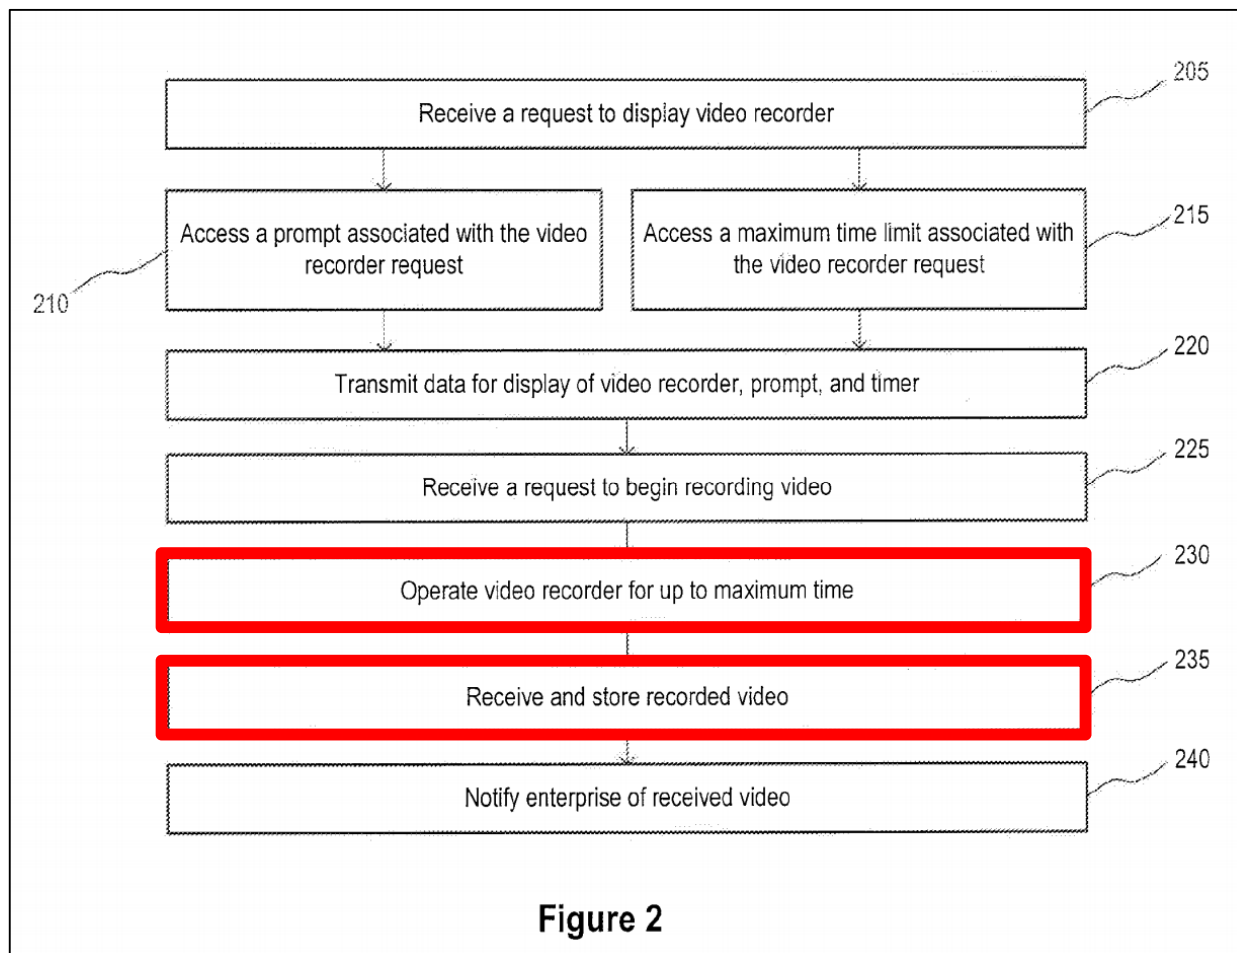 205
Receive a request to display video recorder
Access a prompt associated with the video
recorder request
210
Access a maximum time limit associated with
the video recorder request
215
220
Transmit data for display of video recorder, prompt, and timer
225
Receive a request to begin recording video
230
Operate video recorder for up to maximum time
235
Receive and store recorded video
240
Notify enterprise of received video
Figure 2